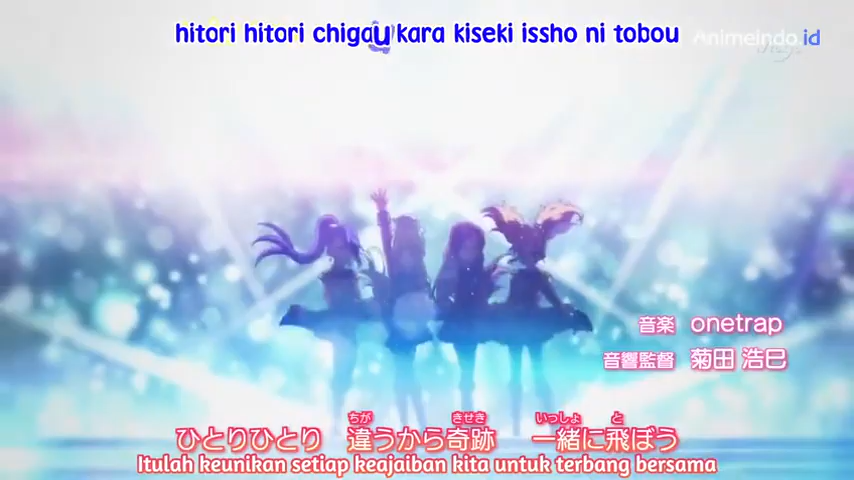 hitori hitori chigau kara kiseki issho ni tobou
Animeindo.id
音楽 onetrap
音響監督 菊田 浩巳
ちが きせき いっしょ と
ひとりひとり 違うから奇跡 一緒に飛ぼう
Itulah keunikan setiap keajaiban kita untuk terbang bersama